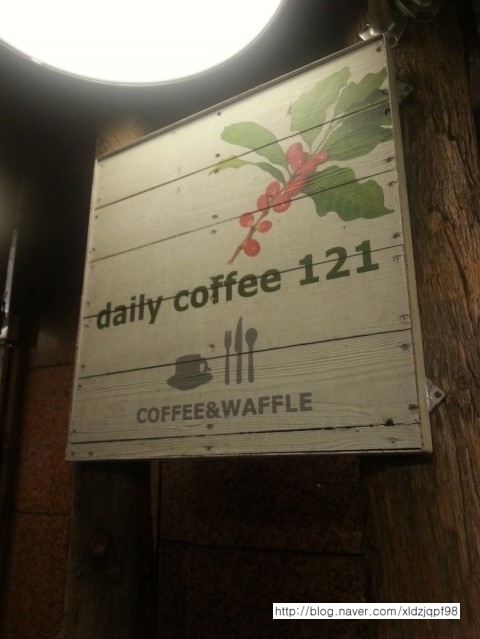 daily coffee 121
COFFEE&WAFFLE
http://blog.naver.com/xldzjqpf98